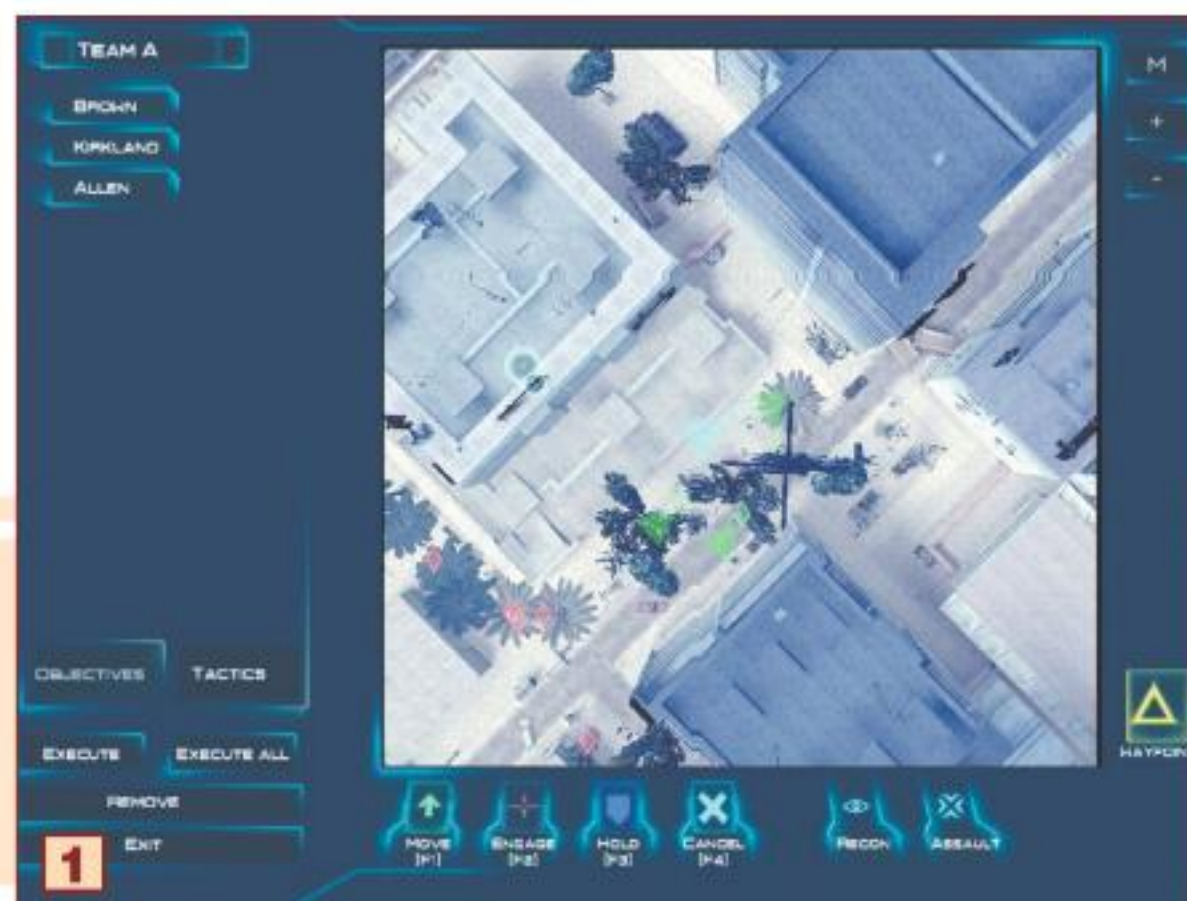 TEAM A
BROWN
KIRKLAND
ALLEN
M
+
-
OBJECTIVES
TACTICS
EXECUTE
EXECUTE ALL
REMOVE
EXIT
WAYPOIN
MOVE
[F1]
ENGAGE
[F2]
HOLD
[F3]
CANCEL
[F4]
RECON
ASSAULT
1